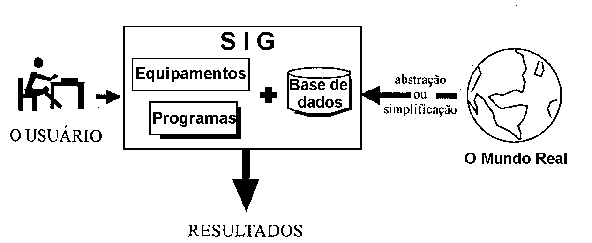 S I G
Equipamentos
Programas
Base de
dados
O USUÁRIO
abstração
ou
simplificação
O Mundo Real
RESULTADOS